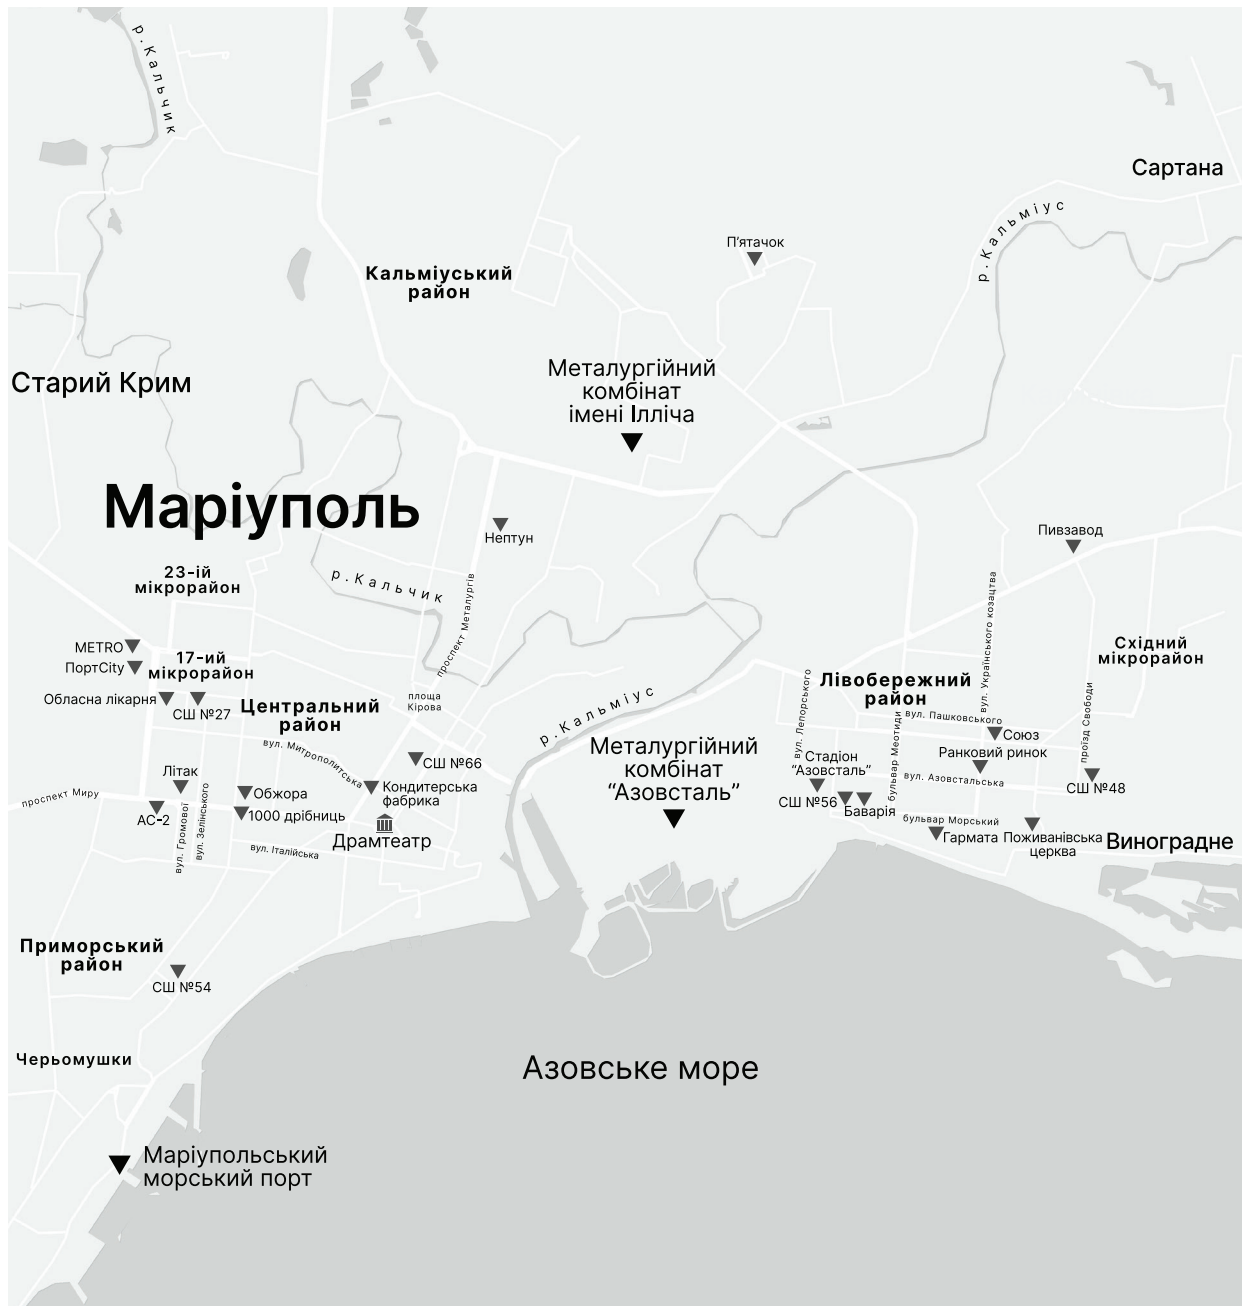 р. Кальчик
Сартана
р. Кальміус
П'ятачок
Кальміуський
район
Старий Крим
Металургійний
комбінат
імені Ілліча
Маріуполь
Нептун
Пивзавод
23-ій
мікрорайон
р. Кальчик
проспект Металургів
вул. Українського козацтва
METRO
ПортCity
17-ий
мікрорайон
Східний
мікрорайон
Обласна лікарня
СШ №27
Центральний
район
площа
Кірова
р. Кальміус
Лівобережний
район
вул. Лепорського
бульвар Меотиди
вул. Пашковського
проїзд Свободи
Союз
вул. Митрополитська
СШ №66
Металургійний
комбінат
“Азовсталь”
Стадіон
“Азовсталь”
Ранковий ринок
Літак
вул. Азовстальська
СШ №48
проспект Миру
Обжора
Кондитерська
фабрика
СШ №56
Баварія
АС-2
1000 дрібниць
вул. Громової
вул. Зелінського
бульвар Морський
Драмтеатр
Гармата
Поживанівська
церква
Виноградне
вул. Італійська
Приморський
район
СШ №54
Черьомушки
Азовське море
Маріупольський
морський порт